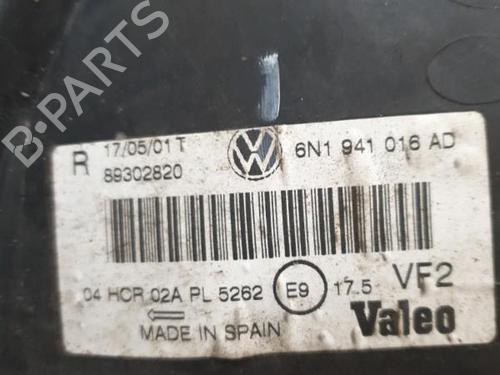 R 17/05/01 T
89302820
VW 6N1 941 016 AD
04 HCR 02A PL 5262 E9 17.5 VF2
MADE IN SPAIN Valeo
B-PARTS